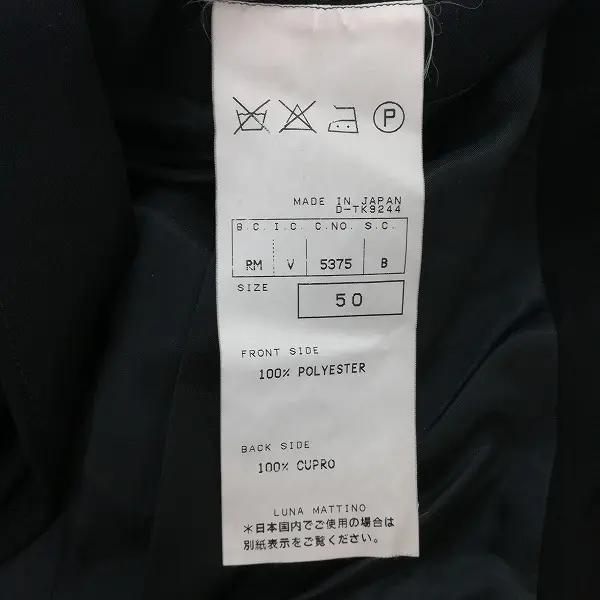 P
MADE IN JAPAN
D-TK9244
B.C. I.C. C.NO. S.C.
RM V 5375 B
SIZE 50
FRONT SIDE
100% POLYESTER
BACK SIDE
100% CUPRO
LUNA MATTINO
*日本国内でご使用の場合は
別紙表示をご覧ください。